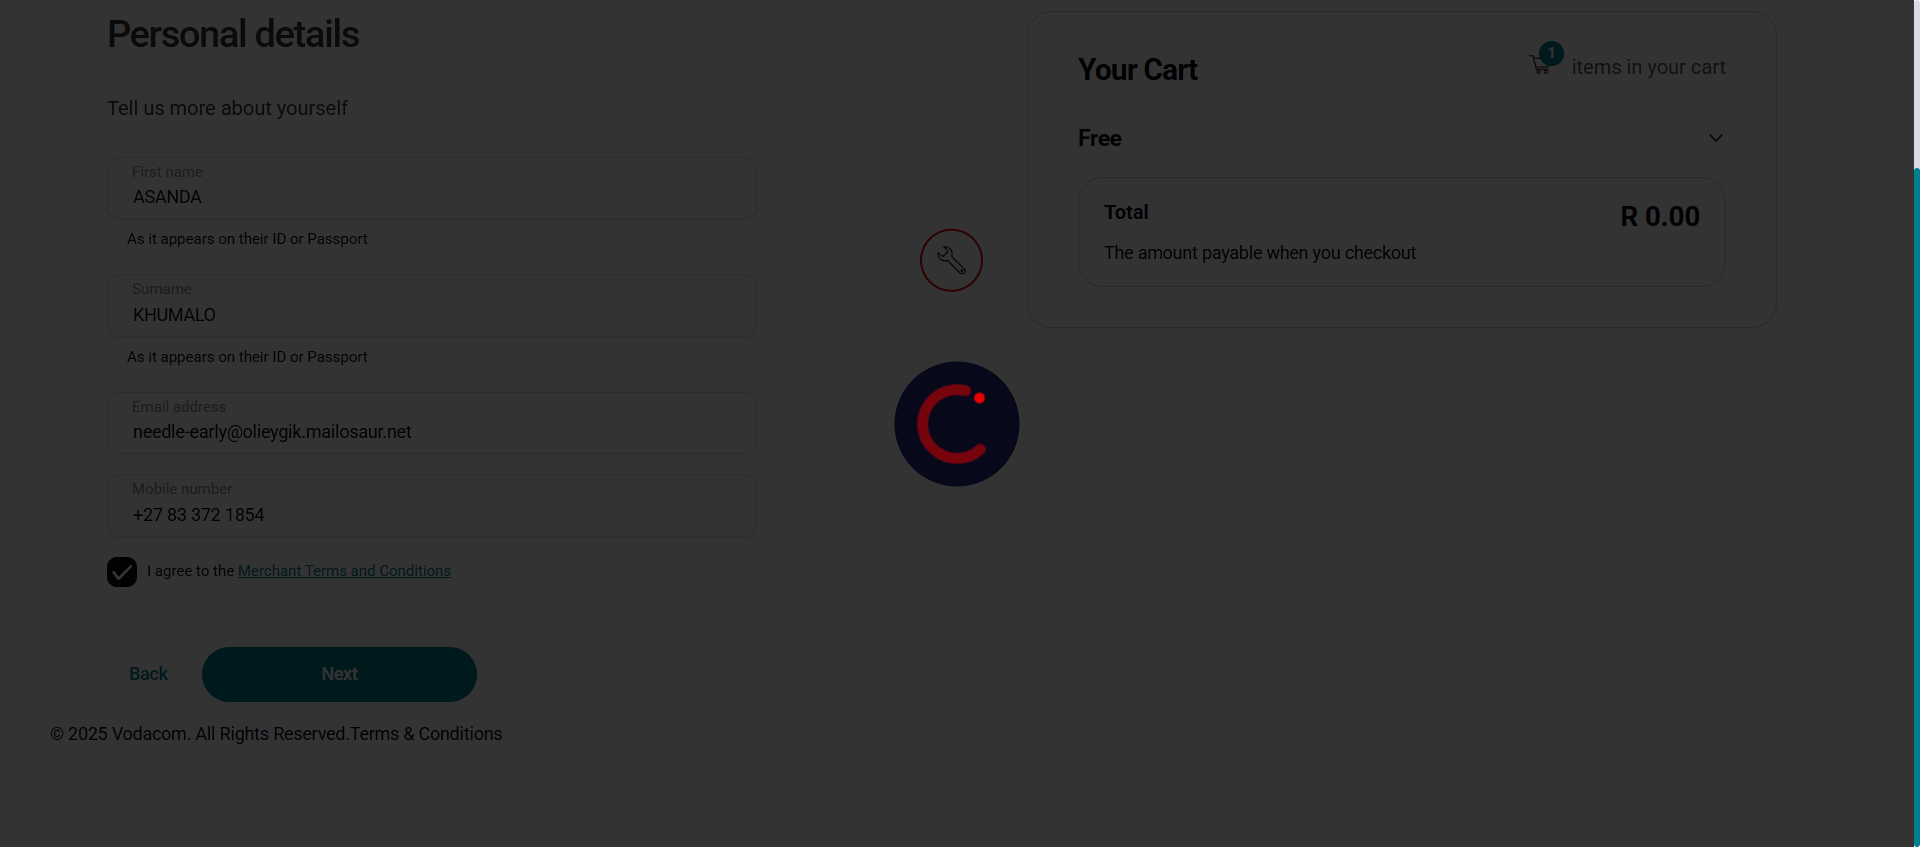 Personal details
Tell us more about yourself
First name
ASANDA
As it appears on their ID or Passport
Surname
KHUMALO
As it appears on their ID or Passport
Email address
needle-early@olieygik.mailosaur.net
Mobile number
+27 83 372 1854
I agree to the Merchant Terms and Conditions
Back
Next
© 2025 Vodacom. All Rights Reserved.Terms & Conditions
Your Cart
1
items in your cart
Free
Total
R 0.00
The amount payable when you checkout